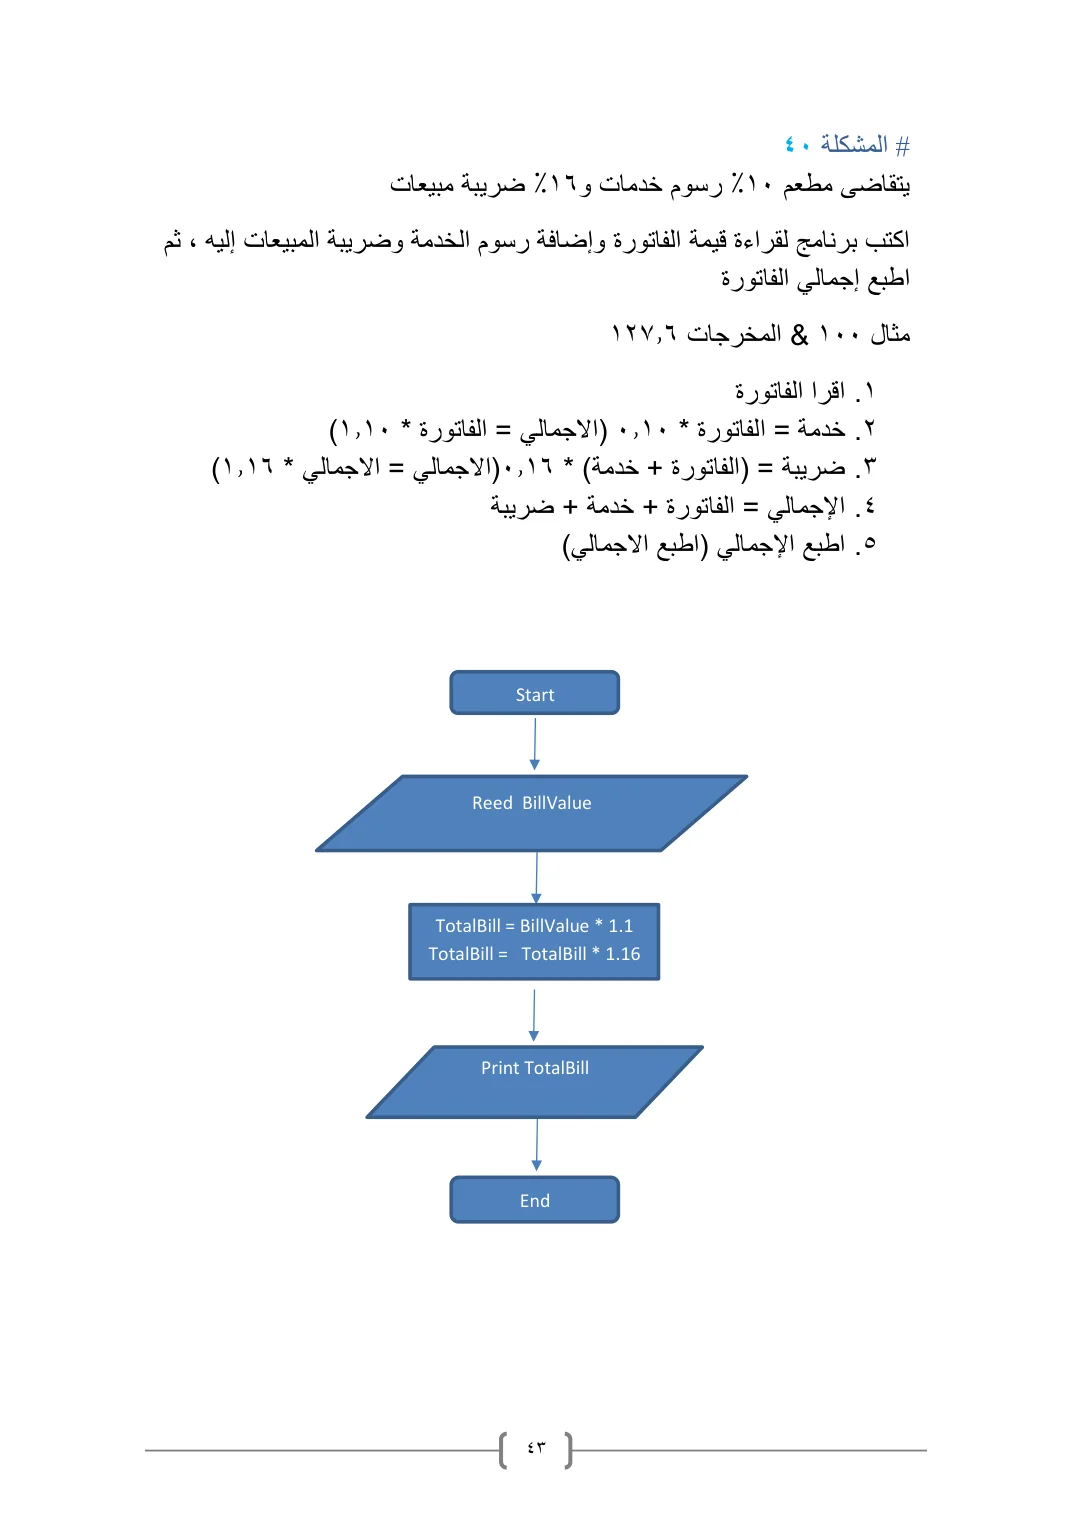 # المشكلة ٤٠
يتقاضى مطعم ١٠٪ رسوم خدمات و١٦٪ ضريبة مبيعات
اكتب برنامج لقراءة قيمة الفاتورة وإضافة رسوم الخدمة وضريبة المبيعات إليه ، ثم
اطبع إجمالي الفاتورة
مثال ١٠٠ & المخرجات ١٢٧,٦
١. اقرا الفاتورة
٢. خدمة = الفاتورة * ٠,١٠ (الاجمالي = الفاتورة * ١,١٠)
٣. ضريبة = (الفاتورة + خدمة) * ٠,١٦(الاجمالي = الاجمالي * ١,١٦)
٤. الإجمالي = الفاتورة + خدمة + ضريبة
٥. اطبع الإجمالي (اطبع الاجمالي)
Start
Reed BillValue
TotalBill = BillValue * 1.1
TotalBill = TotalBill * 1.16
Print TotalBill
End
٤٣